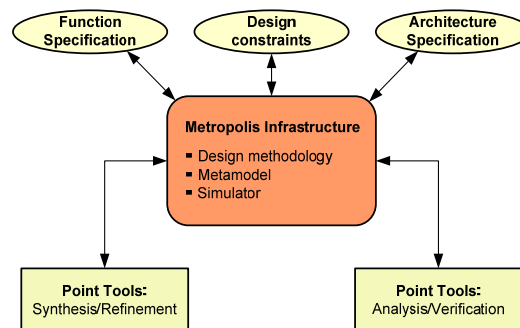 Function
Specification
Design
constraints
Architecture
Specification
Metropolis Infrastructure
▪ Design methodology
▪ Metamodel
▪ Simulator
Point Tools:
Synthesis/Refinement
Point Tools:
Analysis/Verification